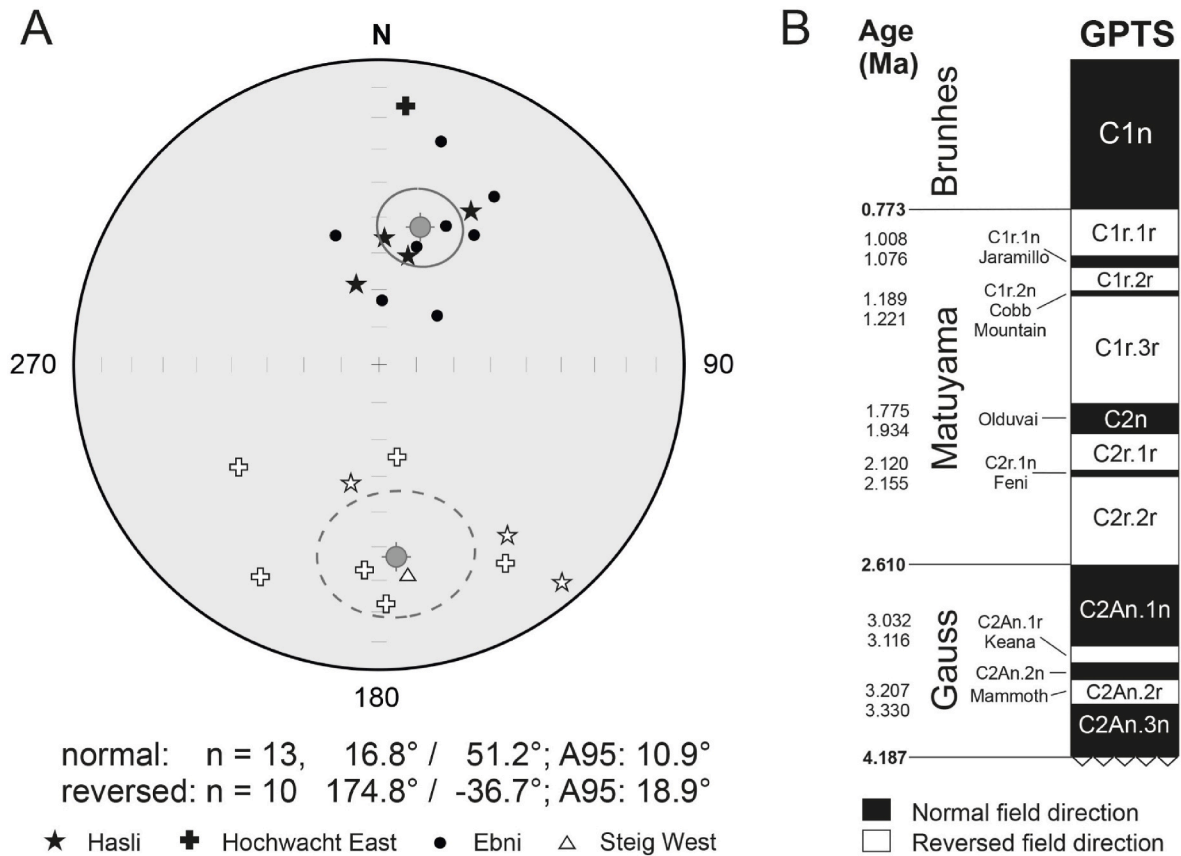 A
N
270
90
180
normal: n = 13, 16.8° / 51.2°; A95: 10.9°
reversed: n = 10 174.8° / -36.7°; A95: 18.9°
Hasli
Hochwacht East
Ebni
Steig West
B
Age
(Ma)
GPTS
Brunhes
C1n
0.773
C1r.1r
1.008
1.076
C1r.1n
Jaramillo
C1r.2r
1.189
1.221
C1r.2n
Cobb
Mountain
C1r.3r
Matuyama
1.775
1.934
Olduvai
C2n
C2r.1r
2.120
2.155
C2r.1n
Feni
C2r.2r
2.610
C2An.1n
Gauss
3.032
3.116
C2An.1r
Keana
C2An.2n
3.207
3.330
Mammoth
C2An.2r
C2An.3n
4.187
Normal field direction
Reversed field direction